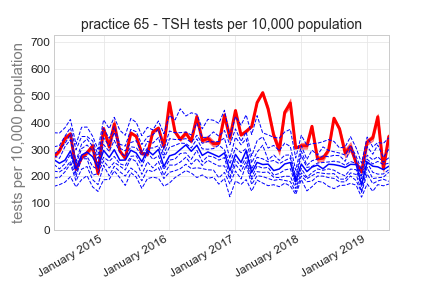 practice 65 - TSH tests per 10,000 population
tests per 10,000 population
700
600
500
400
300
200
100
0
January 2015
January 2016
January 2017
January 2018
January 2019